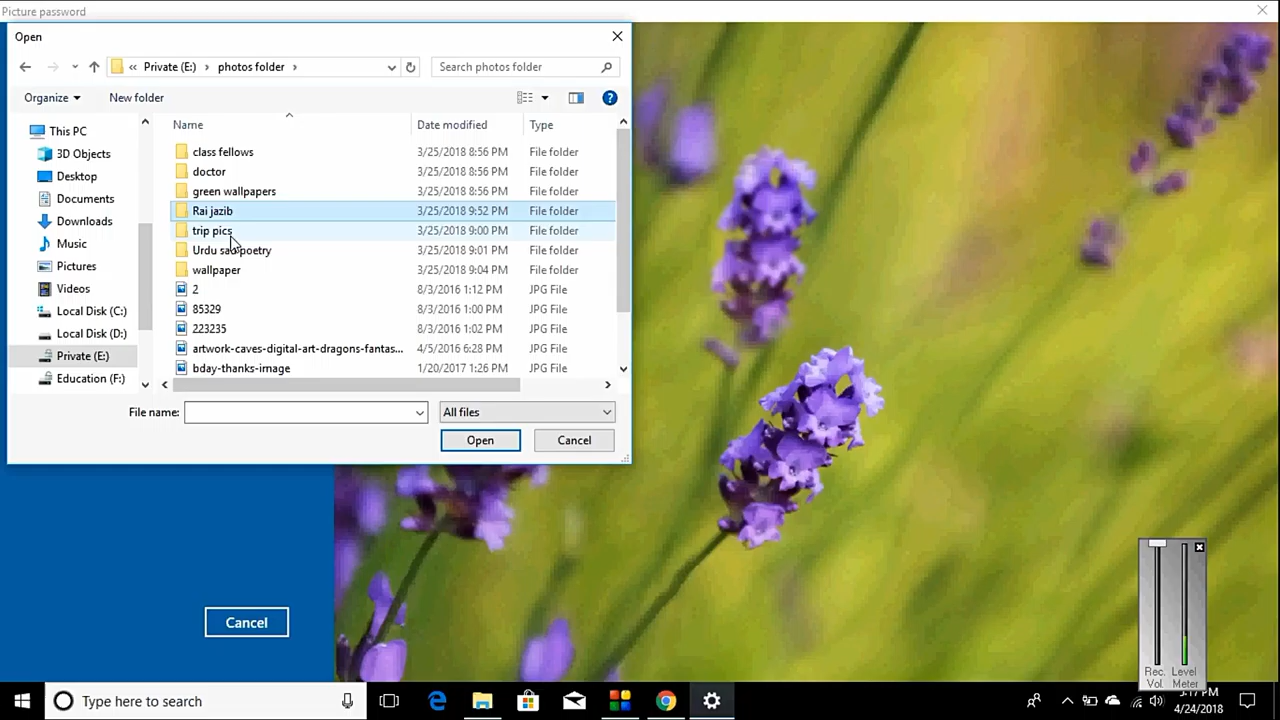 Picture password
Open
« Private (E:) › photos folder ›
Search photos folder
Organize
New folder
Name
Date modified
Type
This PC
3D Objects
Desktop
Documents
Downloads
Music
Pictures
Videos
Local Disk (C:)
Local Disk (D:)
Private (E:)
Education (F:)
class fellows 3/25/2018 8:56 PM File folder
doctor 3/25/2018 8:56 PM File folder
green wallpapers 3/25/2018 8:56 PM File folder
Rai jazib 3/25/2018 9:52 PM File folder
trip pics 3/25/2018 9:00 PM File folder
Urdu sad poetry 3/25/2018 9:01 PM File folder
wallpaper 3/25/2018 9:04 PM File folder
2 8/3/2016 1:12 PM JPG File
85329 8/3/2016 1:00 PM JPG File
223235 8/3/2016 1:02 PM JPG File
artwork-caves-digital-art-dragons-fantas... 4/5/2016 6:28 PM JPG File
bday-thanks-image 1/20/2017 1:26 PM JPG File
File name:
All files
Open
Cancel
Cancel
Rec. Vol
Level Meter
Type here to search
4/24/2018